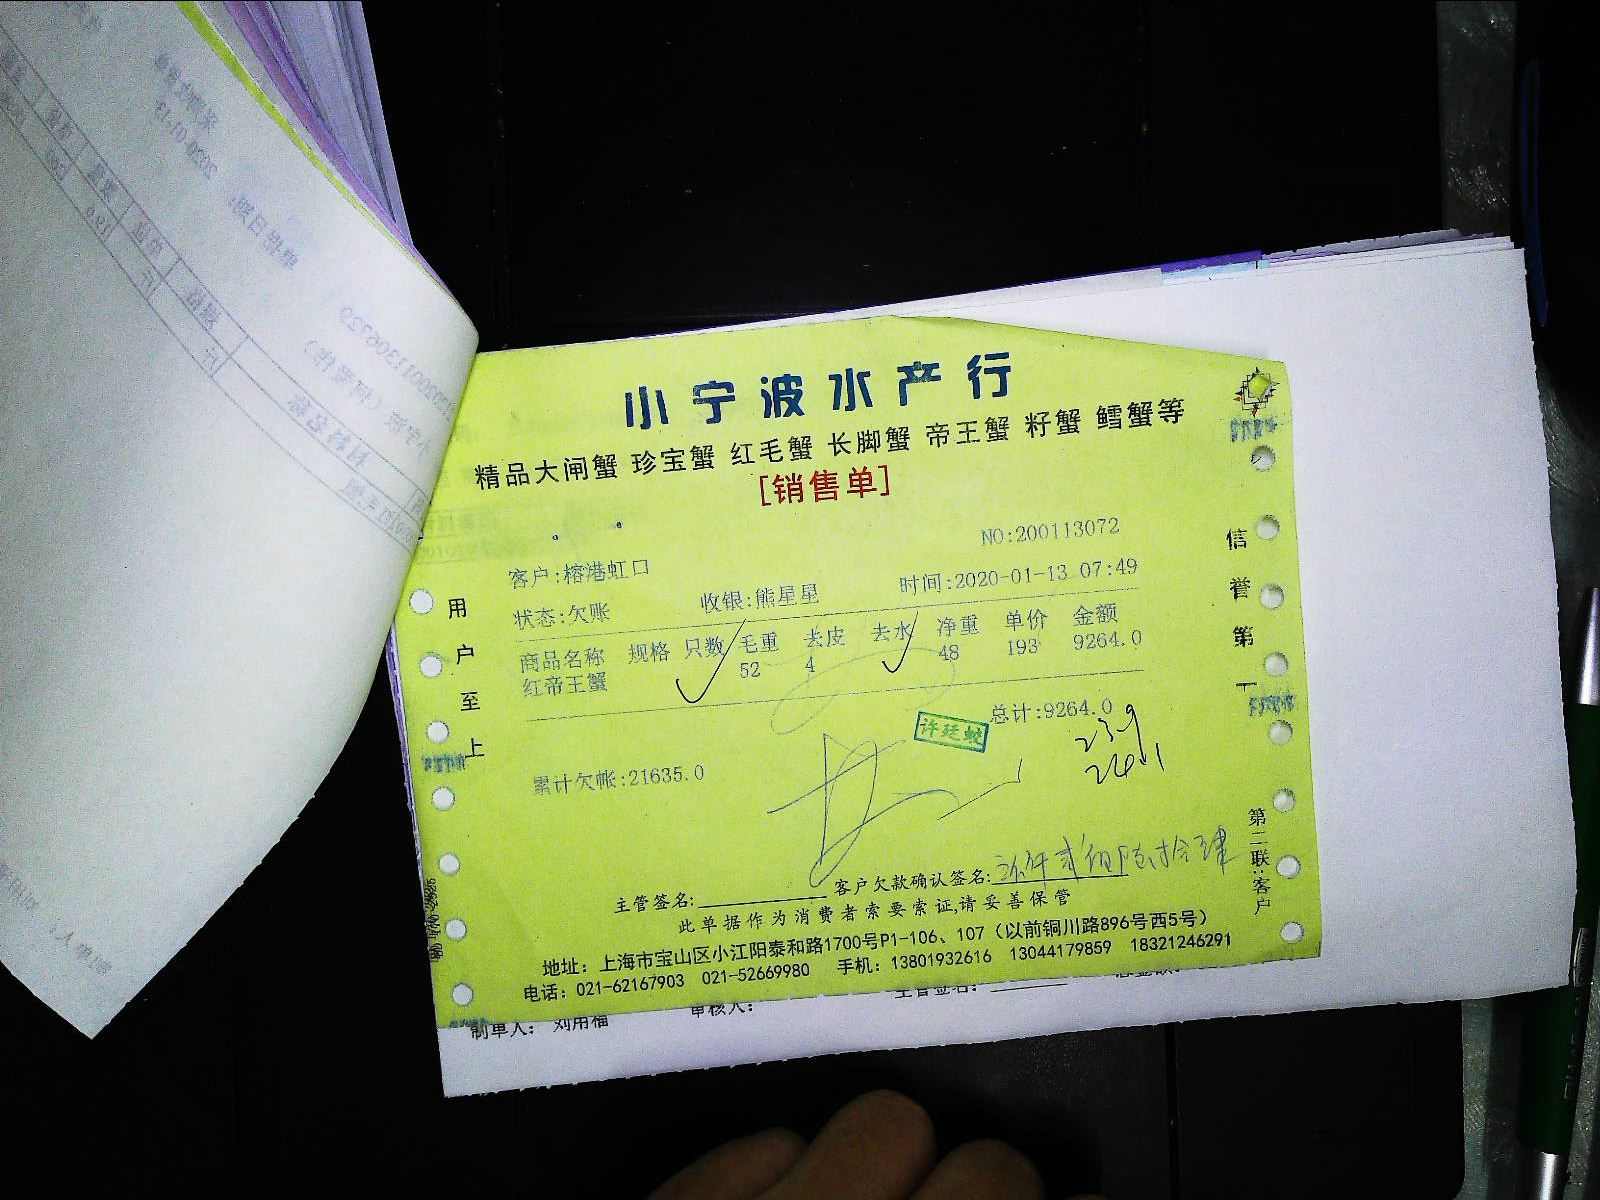 小宁波水产行
精品大闸蟹 珍宝蟹 红毛蟹 长脚蟹 帝王蟹 籽蟹 鳕蟹等
[销售单]
NO:200113072
客户:榕港虹口
状态:欠账 收银:熊星星 时间:2020-01-13 07:49
商品名称 规格 只数 毛重 去皮 去水 净重 单价 金额
红帝王蟹 52 4 48 193 9264.0
总计:9264.0
许廷蛟
239
241
累计欠帐:21635.0
主管签名: 客户欠款确认签名:
此单据作为消费者索要索证,请妥善保管
地址：上海市宝山区小江阳泰和路1700号P1-106、107（以前铜川路896号西5号）
电话：021-62167903 021-52669980 手机：13801932616 13044179859 18321246291
用户至上
信誉第一
第二联:客户
制单人： 刘用福 审核人： 主管签名：